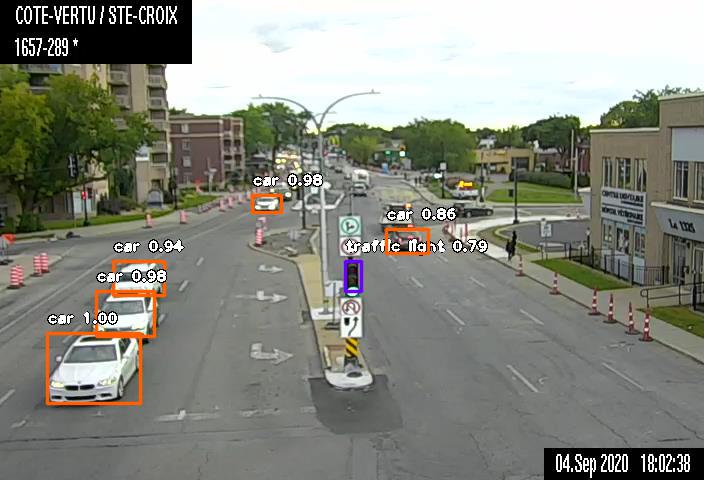 COTE-VERTU / STE-CROIX
1657-289 *
car 0.98
car 0.86
traffic light 0.79
car 0.94
car 0.98
car 1.00
04.Sep 2020 18:02:38